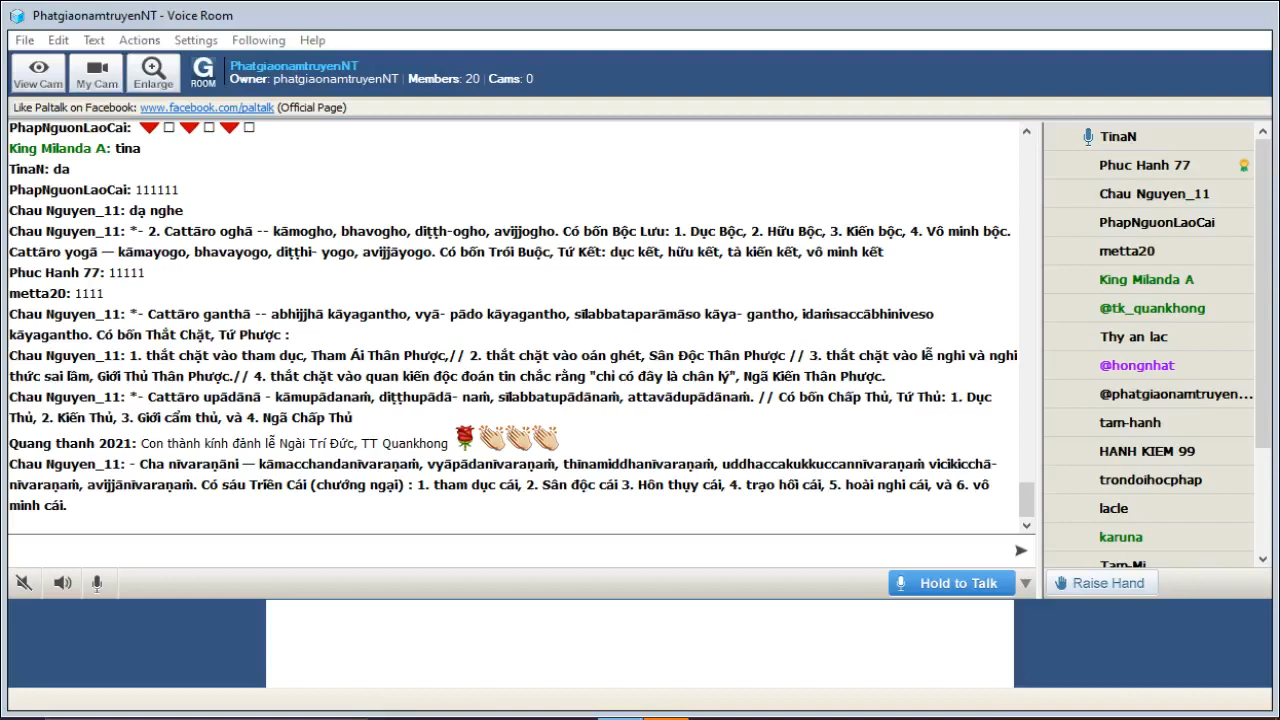 PhatgiaonamtruyenNT - Voice Room
File Edit Text Actions Settings Following Help
View Cam My Cam Enlarge G ROOM
PhatgiaonamtruyenNT
Owner: phatgiaonamtruyenNT | Members: 20 | Cams: 0
Like Paltalk on Facebook: www.facebook.com/paltalk (Official Page)
PhapNguonLaoCai:
King Milanda A: tina
TinaN: da
PhapNguonLaoCai: 111111
Chau Nguyen_11: dạ nghe
Chau Nguyen_11: *- 2. Cattāro oghā -- kāmogho, bhavogho, diṭṭh-ogho, avijjogho. Có bốn Bộc Lưu: 1. Dục Bộc, 2. Hữu Bộc, 3. Kiến bộc, 4. Vô minh bộc.
Cattāro yogā — kāmayogo, bhavayogo, diṭṭhi- yogo, avijjāyogo. Có bốn Trói Buộc, Tứ Kết: dục kết, hữu kết, tà kiến kết, vô minh kết
Phuc Hanh 77: 11111
metta20: 1111
Chau Nguyen_11: *- Cattāro ganthā -- abhijjhā kāyagantho, vyā- pādo kāyagantho, sīlabbataparāmāso kāya- gantho, idaṁsaccābhiniveso
kāyagantho. Có bốn Thắt Chặt, Tứ Phược :
Chau Nguyen_11: 1. thắt chặt vào tham dục, Tham Ái Thân Phược,// 2. thắt chặt vào oán ghét, Sân Độc Thân Phược // 3. thắt chặt vào lễ nghi và nghi
thức sai lầm, Giới Thủ Thân Phược.// 4. thắt chặt vào quan kiến độc đoán tin chắc rằng "chỉ có đây là chân lý", Ngã Kiến Thân Phược.
Chau Nguyen_11: *- Cattāro upādānā - kāmupādanaṁ, diṭṭhupādā- naṁ, sīlabbatupādānaṁ, attavādupādānaṁ. // Có bốn Chấp Thủ, Tứ Thủ: 1. Dục
Thủ, 2. Kiến Thủ, 3. Giới cấm thủ, và 4. Ngã Chấp Thủ
Quang thanh 2021: Con thành kính đảnh lễ Ngài Trí Đức, TT Quankhong
Chau Nguyen_11: - Cha nīvaraṇāni — kāmacchandanīvaraṇaṁ, vyāpādanīvaraṇaṁ, thīnamiddhanīvaraṇaṁ, uddhaccakukkuccannīvaraṇaṁ vicikicchā-
nīvaraṇaṁ, avijjānīvaraṇaṁ. Có sáu Triền Cái (chướng ngại) : 1. tham dục cái, 2. Sân độc cái 3. Hôn thụy cái, 4. trạo hối cái, 5. hoài nghi cái, và 6. vô
minh cái.
TinaN
Phuc Hanh 77
Chau Nguyen_11
PhapNguonLaoCai
metta20
King Milanda A
@tk_quankhong
Thy an lac
@hongnhat
@phatgiaonamtruyen...
tam-hanh
HANH KIEM 99
trondoihocphap
lacle
karuna
Tam-Mi
Hold to Talk
Raise Hand